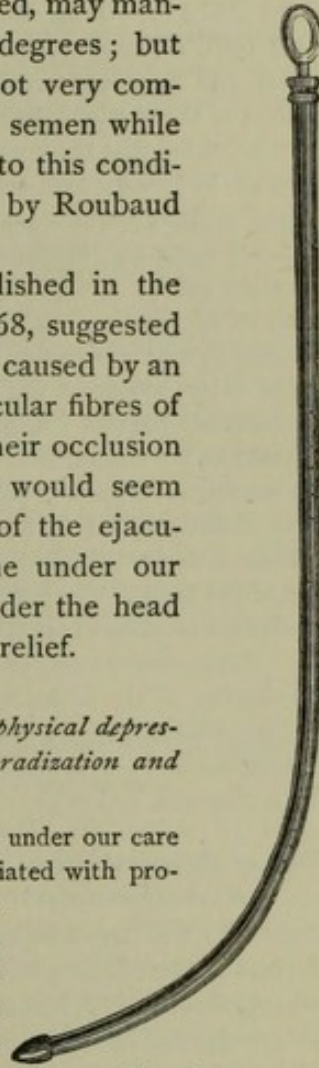 ed, may man-
degrees; but
ot very com-
semen while
to this condi-
by Roubaud
lished in the
58, suggested
caused by an
cular fibres of
heir occlusion
would seem
of the ejacu-
e under our
der the head
relief.
physical depres-
radization and
under our care
iated with pro-